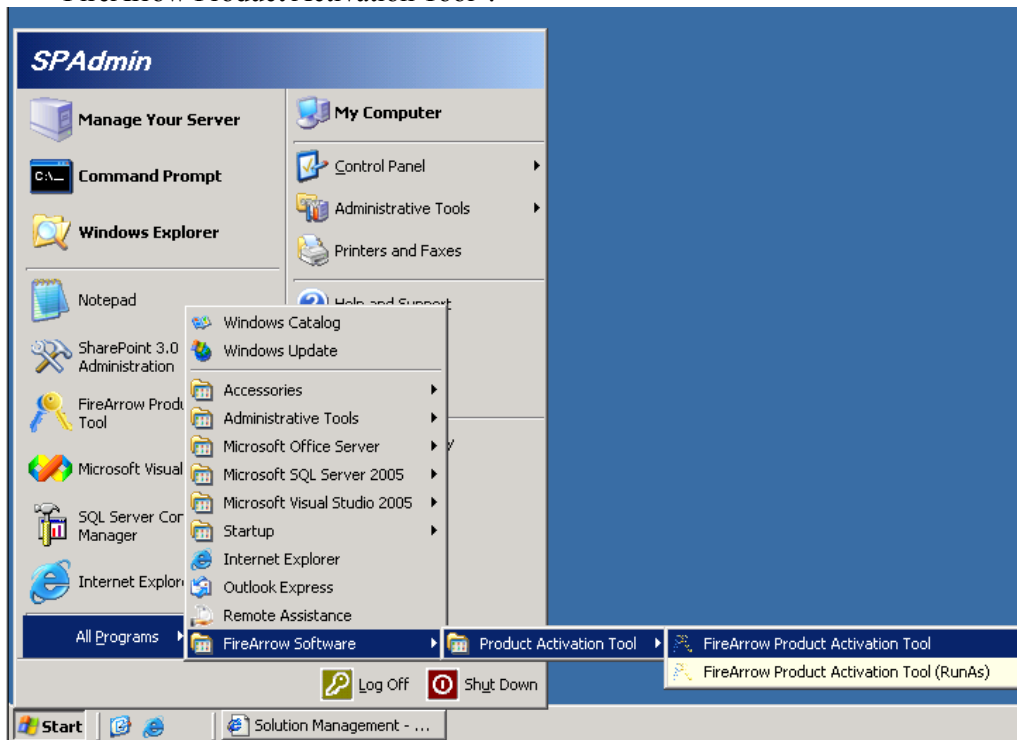 SPAdmin
Manage Your Server
Command Prompt
Windows Explorer
Notepad
SharePoint 3.0
Administration
FireArrow
Tool
Microsoft Visual
SQL Server
Manager
Internet
All Programs
My Computer
Control Panel
Administrative Tools
Printers and Faxes
Help and Support
Windows Catalog
Windows Update
Accessories
Administrative Tools
Microsoft Office Server
Microsoft SQL Server 2005
Microsoft Visual Studio 2005
Startup
Internet Explorer
Outlook Express
Remote Assistance
FireArrow Software
Product Activation Tool
FireArrow Product Activation Tool
FireArrow Product Activation Tool (RunAs)
Log Off
Shut Down
Start
Solution Management - ...